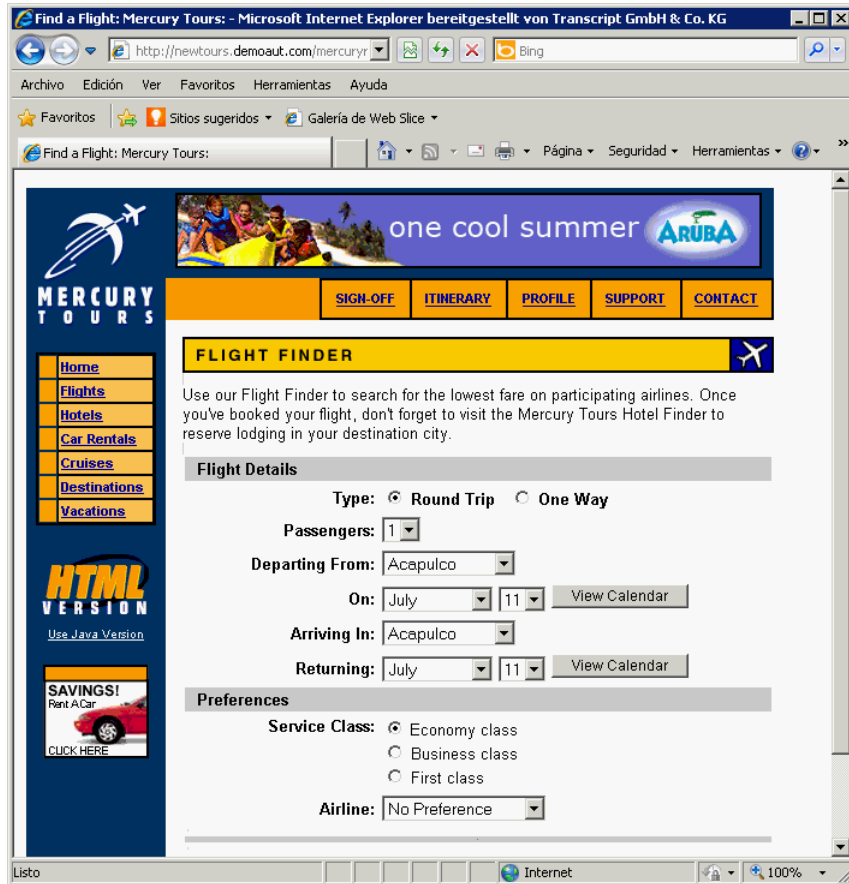 Find a Flight: Mercury Tours: - Microsoft Internet Explorer bereitgestellt von Transcript GmbH & Co. KG
http://newtours.demoaut.com/mercuryr
Bing
Archivo Edición Ver Favoritos Herramientas Ayuda
Favoritos Sitios sugeridos Galería de Web Slice
Find a Flight: Mercury Tours: Página Seguridad Herramientas »
one cool summer ARUBA
MERCURY
TOURS
SIGN-OFF ITINERARY PROFILE SUPPORT CONTACT
Home
Flights
Hotels
Car Rentals
Cruises
Destinations
Vacations
HTML
VERSION
Use Java Version
SAVINGS!
Rent A Car
CLICK HERE
FLIGHT FINDER
Use our Flight Finder to search for the lowest fare on participating airlines. Once
you've booked your flight, don't forget to visit the Mercury Tours Hotel Finder to
reserve lodging in your destination city.
Flight Details
Type: Round Trip One Way
Passengers: 1
Departing From: Acapulco
On: July 11 View Calendar
Arriving In: Acapulco
Returning: July 11 View Calendar
Preferences
Service Class: Economy class
Business class
First class
Airline: No Preference
Listo Internet 100%